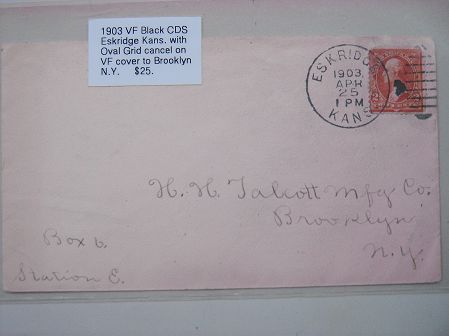 1903 VF Black CDS
Eskridge Kans. with
Oval Grid cancel on
VF cover to Brooklyn
N.Y. $25.
ESKRIDGE
1903.
APR
25
1 PM
KANS
H. H. Talcott Mfg Co.
Brooklyn
N.Y.
Box 6.
Station E.